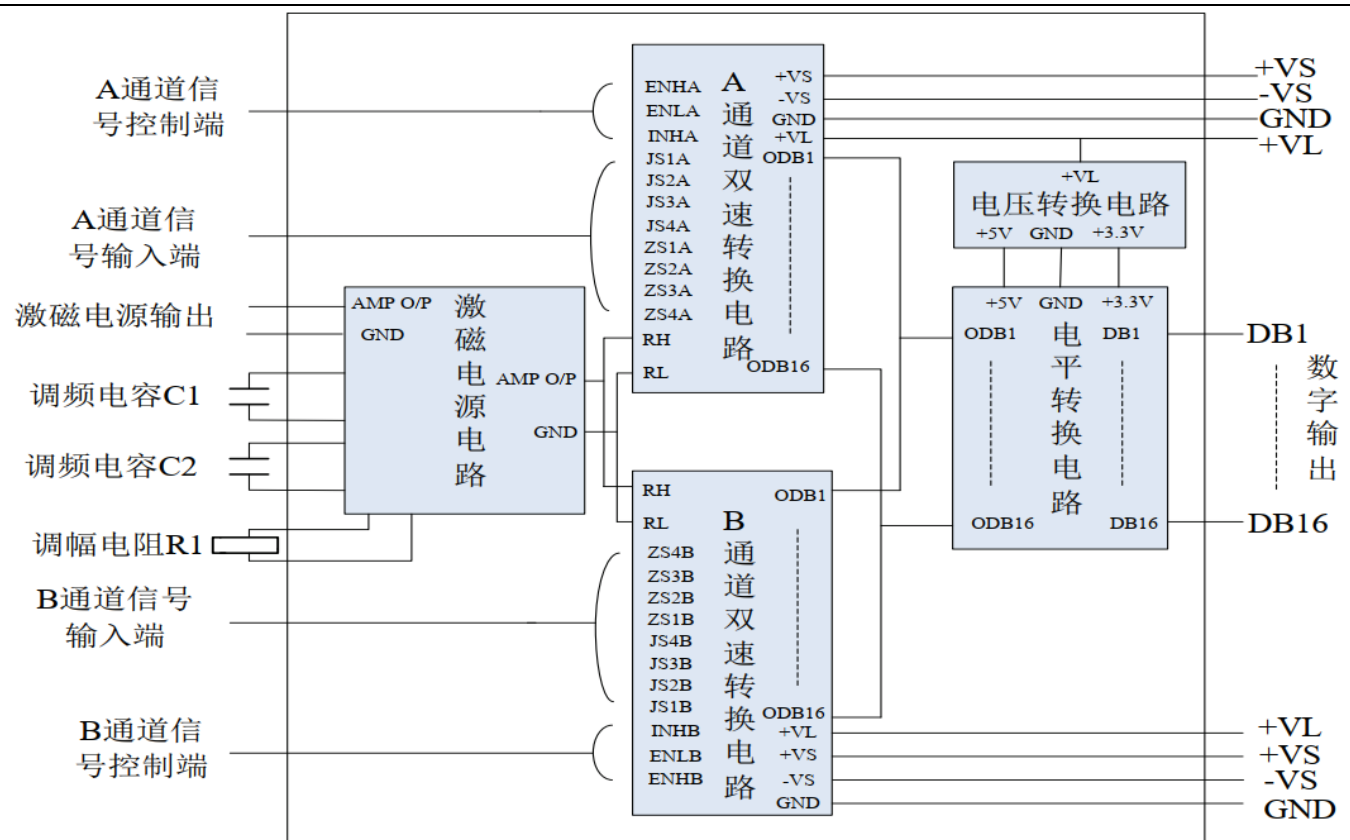 A通道信
号控制端
A通道信
号输入端
激磁电源输出
调频电容C1
调频电容C2
调幅电阻R1
B通道信号
输入端
B通道信
号控制端
AMP O/P
GND
激磁电源电路
AMP O/P
GND
ENHA
ENLA
INHA
JS1A
JS2A
JS3A
JS4A
ZS1A
ZS2A
ZS3A
ZS4A
RH
RL
A通道双速转换电路
+VS
-VS
GND
+VL
ODB1
ODB16
RH
RL
ZS4B
ZS3B
ZS2B
ZS1B
JS4B
JS3B
JS2B
JS1B
INHB
ENLB
ENHB
B通道双速转换电路
ODB1
ODB16
+VL
+VS
-VS
GND
+VL
电压转换电路
+5V GND +3.3V
+5V GND +3.3V
ODB1
ODB16
电平转换电路
DB1
DB16
+VS
-VS
GND
+VL
DB1
数字输出
DB16
+VL
+VS
-VS
GND